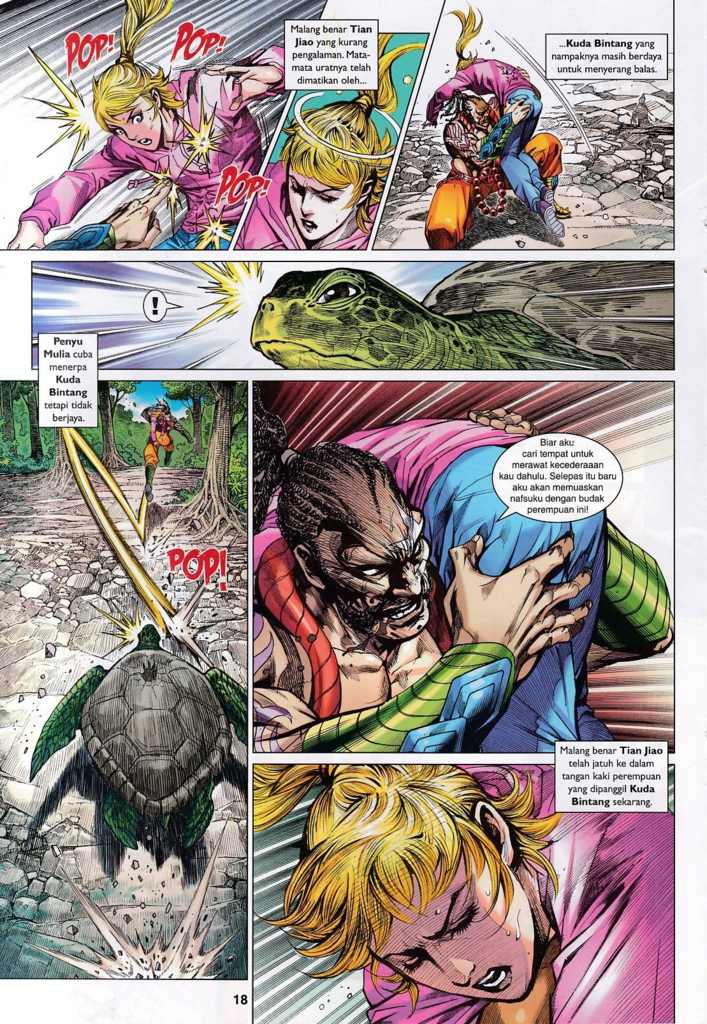 POP!
POP!
POP!
Malang benar Tian
Jiao yang kurang
pengalaman. Mata-
mata uratnya telah
dimatikan oleh...
...Kuda Bintang yang
nampaknya masih berdaya
untuk menyerang balas.
!
Penyu
Mulia cuba
menerpa
Kuda
Bintang
tetapi tidak
berjaya.
POP!
Biar aku
cari tempat untuk
merawat kecederaaan
kau dahulu. Selepas itu baru
aku akan memuaskan
nafsuku dengan budak
perempuan ini!
Malang benar Tian Jiao
telah jatuh ke dalam
tangan kaki perempuan
yang dipanggil Kuda
Bintang sekarang.
18